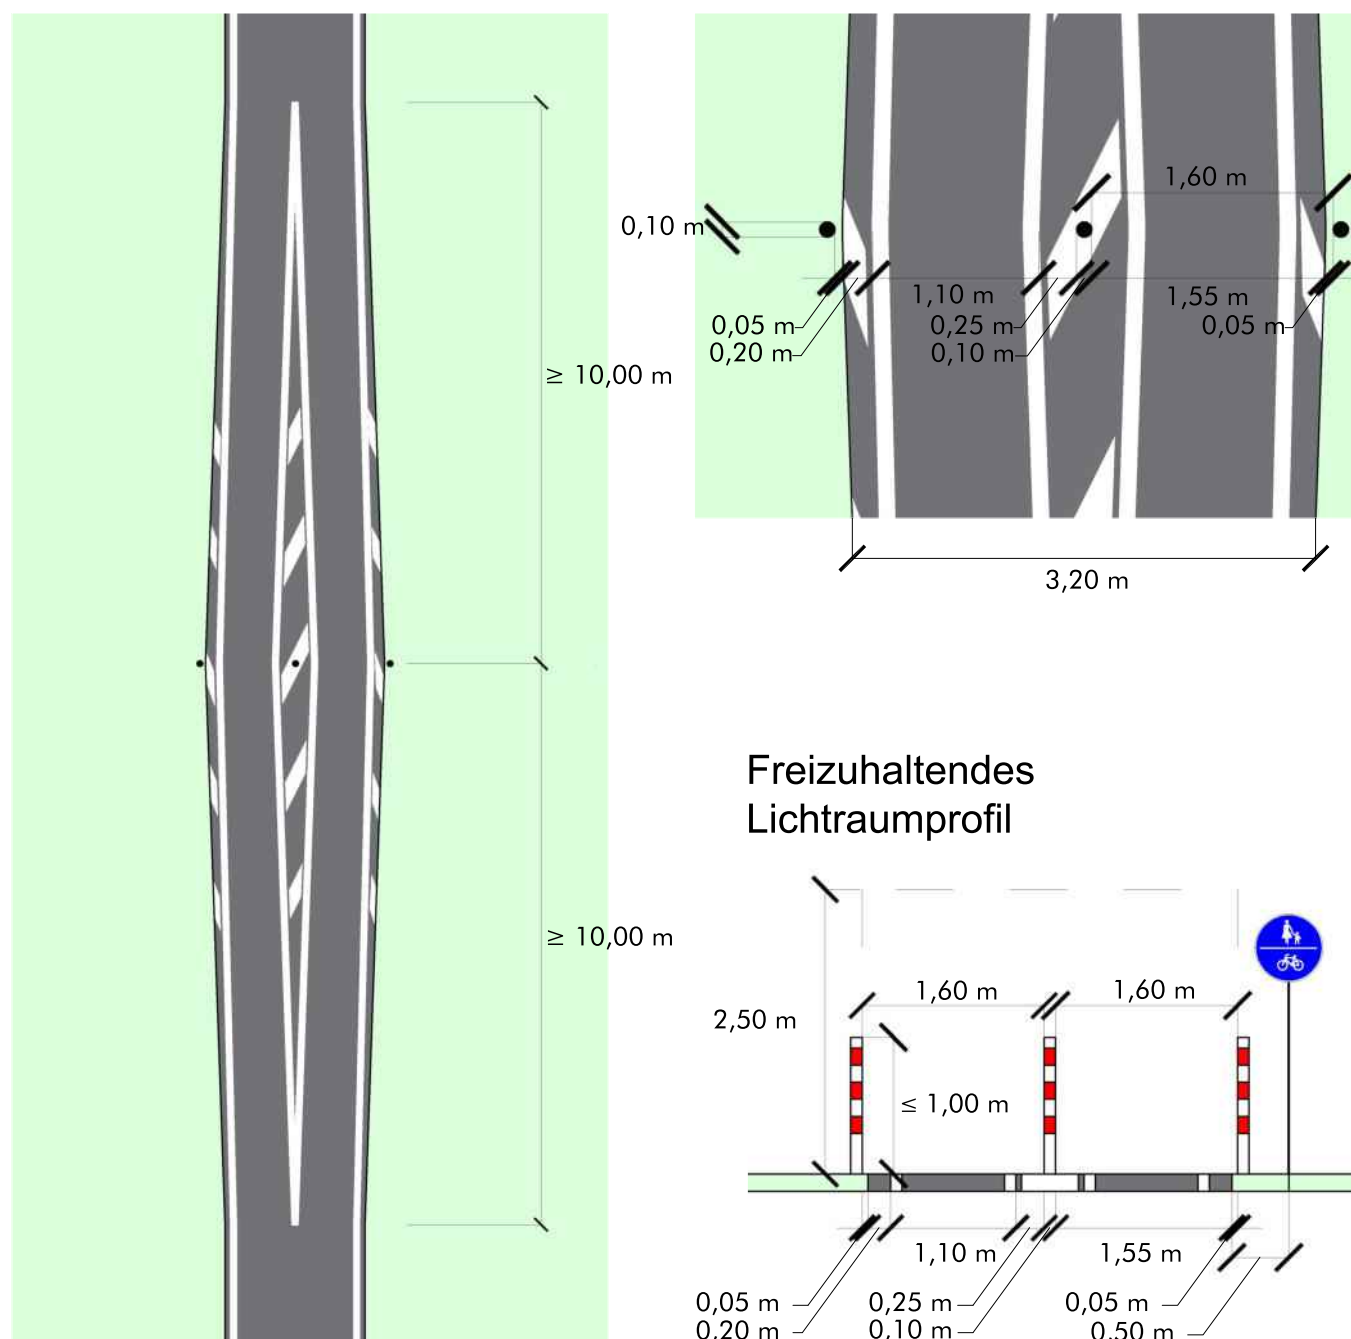 ≥ 10,00 m
≥ 10,00 m
1,60 m
0,10 m
1,10 m
1,55 m
0,05 m
0,25 m
0,05 m
0,20 m
0,10 m
3,20 m
Freizuhaltendes
Lichtraumprofil
1,60 m
1,60 m
2,50 m
≤ 1,00 m
1,10 m
1,55 m
0,05 m
0,25 m
0,05 m
0,20 m
0,10 m
0,50 m